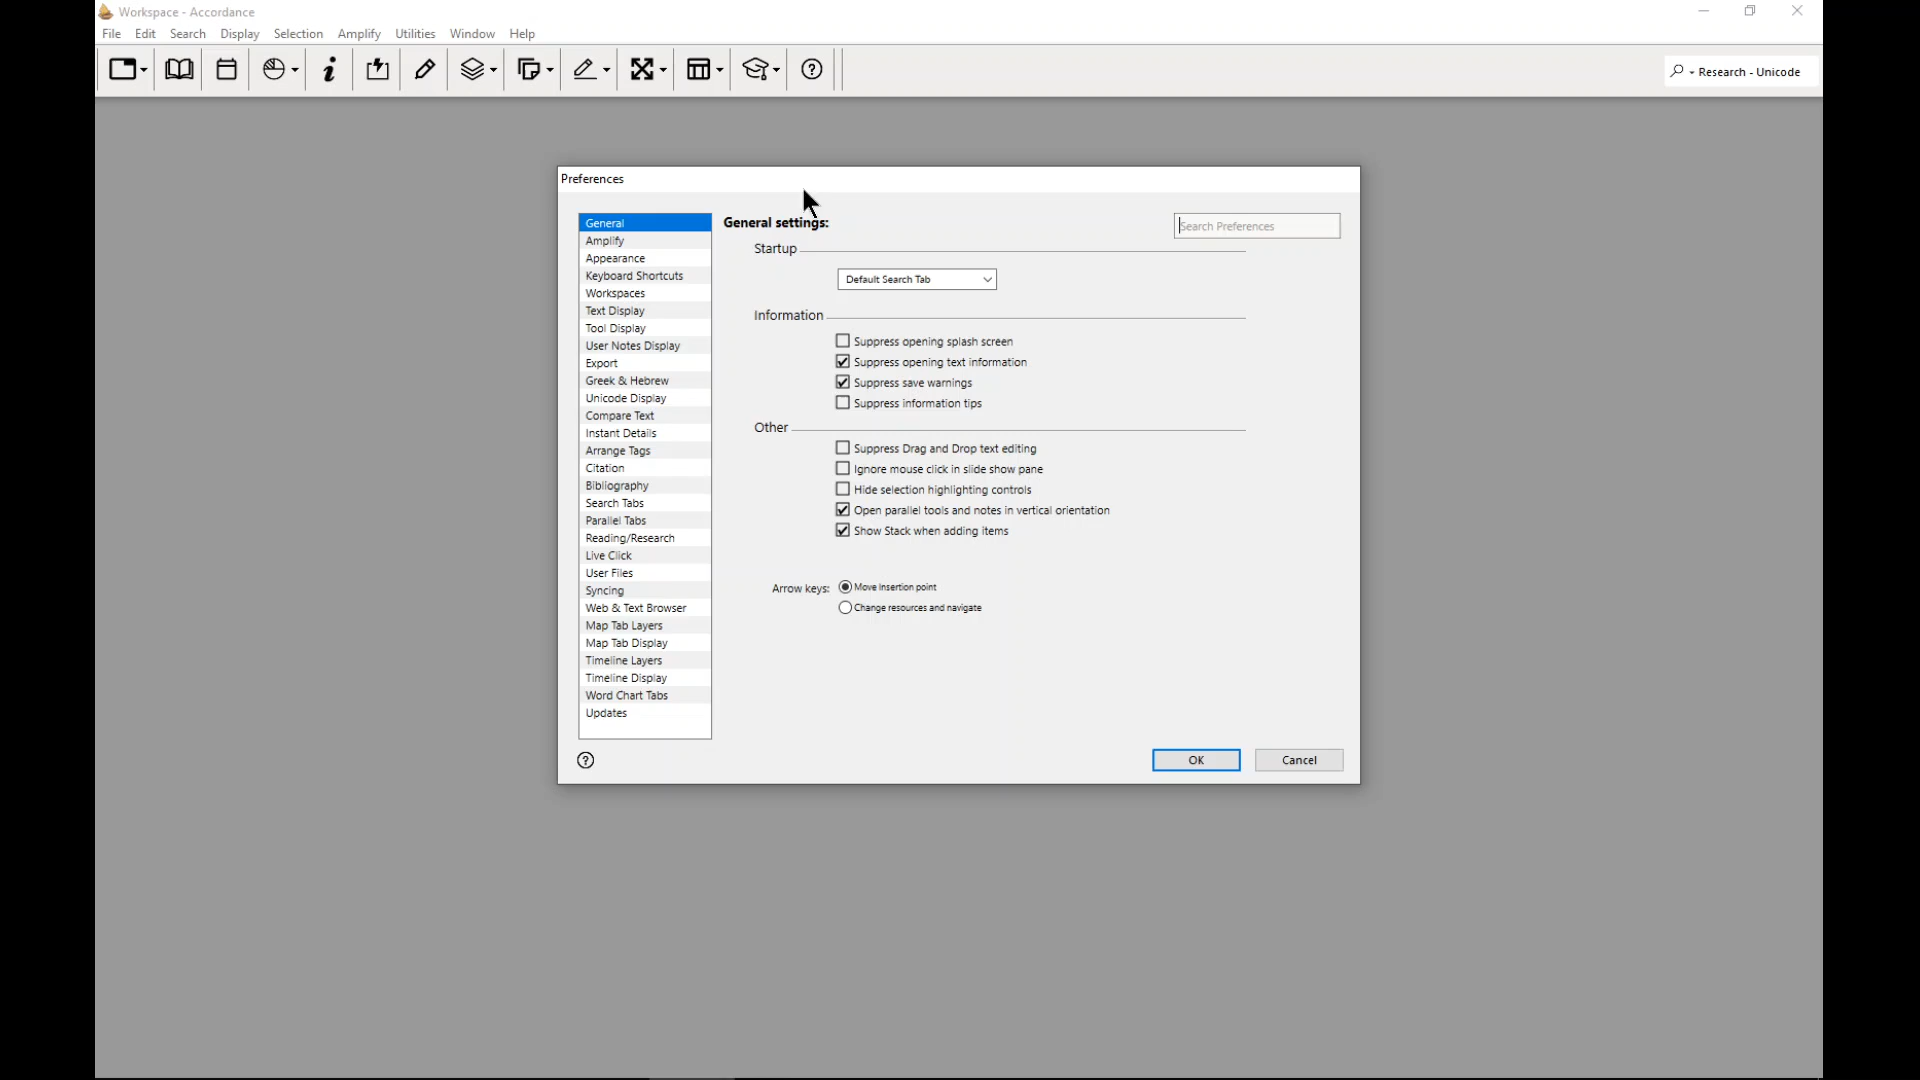 Workspace - Accordance
File Edit Search Display Selection Amplify Utilities Window Help
Research - Unicode
Preferences
General
Amplify
Appearance
Keyboard Shortcuts
Workspaces
Text Display
Tool Display
User Notes Display
Export
Greek & Hebrew
Unicode Display
Compare Text
Instant Details
Arrange Tags
Citation
Bibliography
Search Tabs
Parallel Tabs
Reading/Research
Live Click
User Files
Syncing
Web & Text Browser
Map Tab Layers
Map Tab Display
Timeline Layers
Timeline Display
Word Chart Tabs
Updates
General settings:
Search Preferences
Startup
Default Search Tab
Information
Suppress opening splash screen
Suppress opening text information
Suppress save warnings
Suppress information tips
Other
Suppress Drag and Drop text editing
Ignore mouse click in slide show pane
Hide selection highlighting controls
Open parallel tools and notes in vertical orientation
Show Stack when adding items
Arrow keys: Move insertion point
Change resources and navigate
OK Cancel